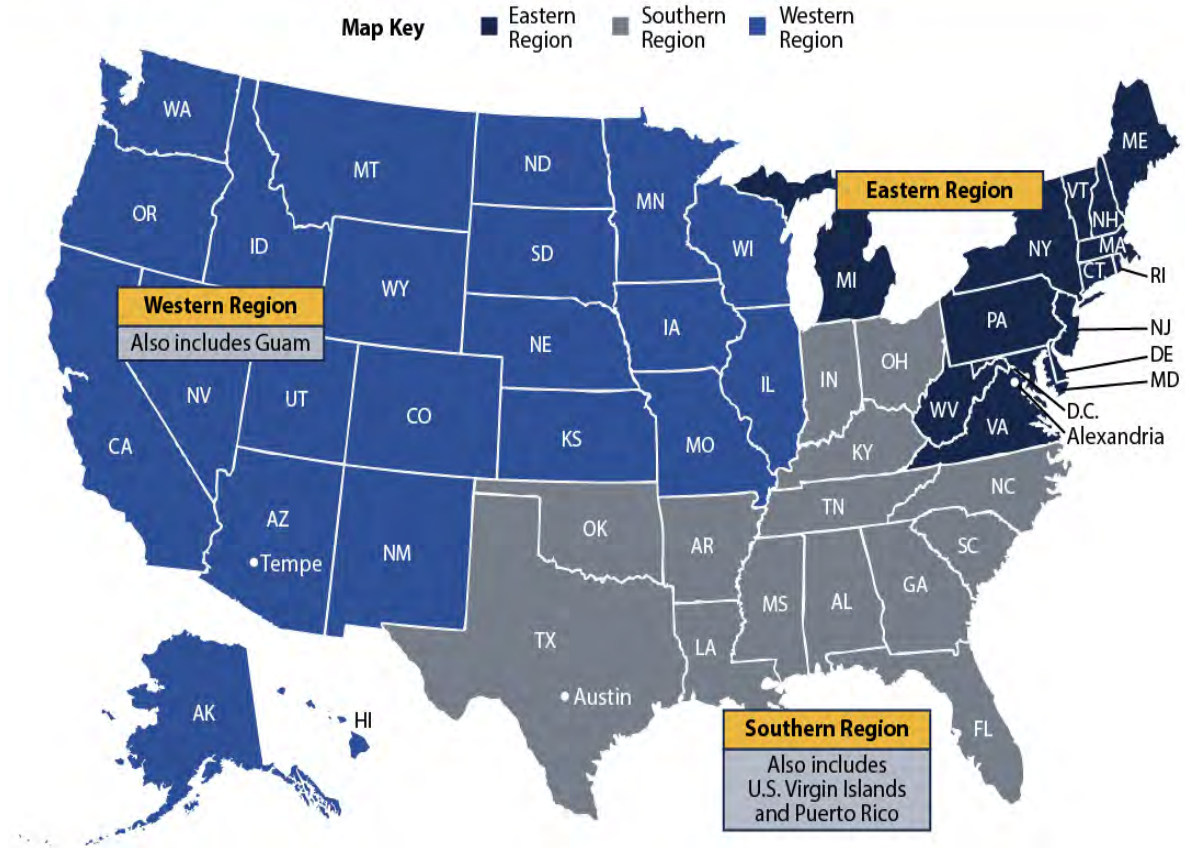 Map Key
Eastern
Region
Southern
Region
Western
Region
WA
MT
ND
MN
ME
Eastern Region
VT
NH
OR
ID
SD
WI
NY
MA
CT
RI
MI
WY
Western Region
Also includes Guam
IA
NE
PA
NJ
DE
MD
OH
IN
IL
NV
UT
CO
KS
MO
WV
VA
D.C.
Alexandria
KY
CA
NC
TN
AZ
Tempe
NM
OK
AR
SC
GA
MS
AL
TX
LA
Austin
AK
HI
FL
Southern Region
Also includes
U.S. Virgin Islands
and Puerto Rico